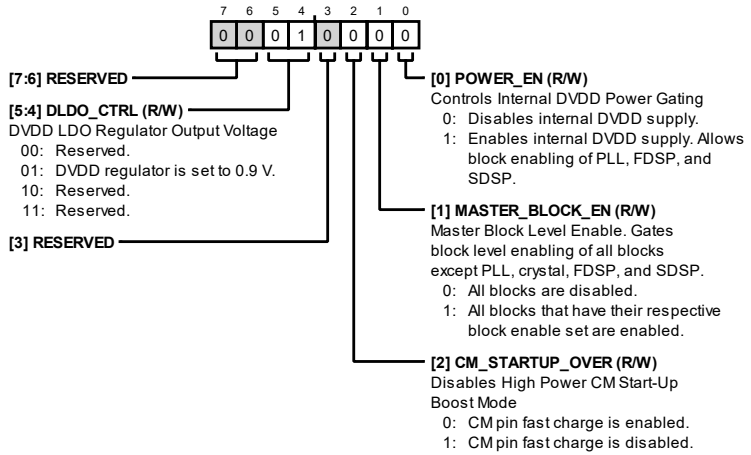 7 6 5 4 3 2 1 0
0 0 0 1 0 0 0 0
[7:6] RESERVED
[5:4] DLDO_CTRL (R/W)
DVDD LDO Regulator Output Voltage
00: Reserved.
01: DVDD regulator is set to 0.9 V.
10: Reserved.
11: Reserved.
[3] RESERVED
[0] POWER_EN (R/W)
Controls Internal DVDD Power Gating
0: Disables internal DVDD supply.
1: Enables internal DVDD supply. Allows
block enabling of PLL, FDSP, and
SDSP.
[1] MASTER_BLOCK_EN (R/W)
Master Block Level Enable. Gates
block level enabling of all blocks
except PLL, crystal, FDSP, and SDSP.
0: All blocks are disabled.
1: All blocks that have their respective
block enable set are enabled.
[2] CM_STARTUP_OVER (R/W)
Disables High Power CM Start-Up
Boost Mode
0: CM pin fast charge is enabled.
1: CM pin fast charge is disabled.